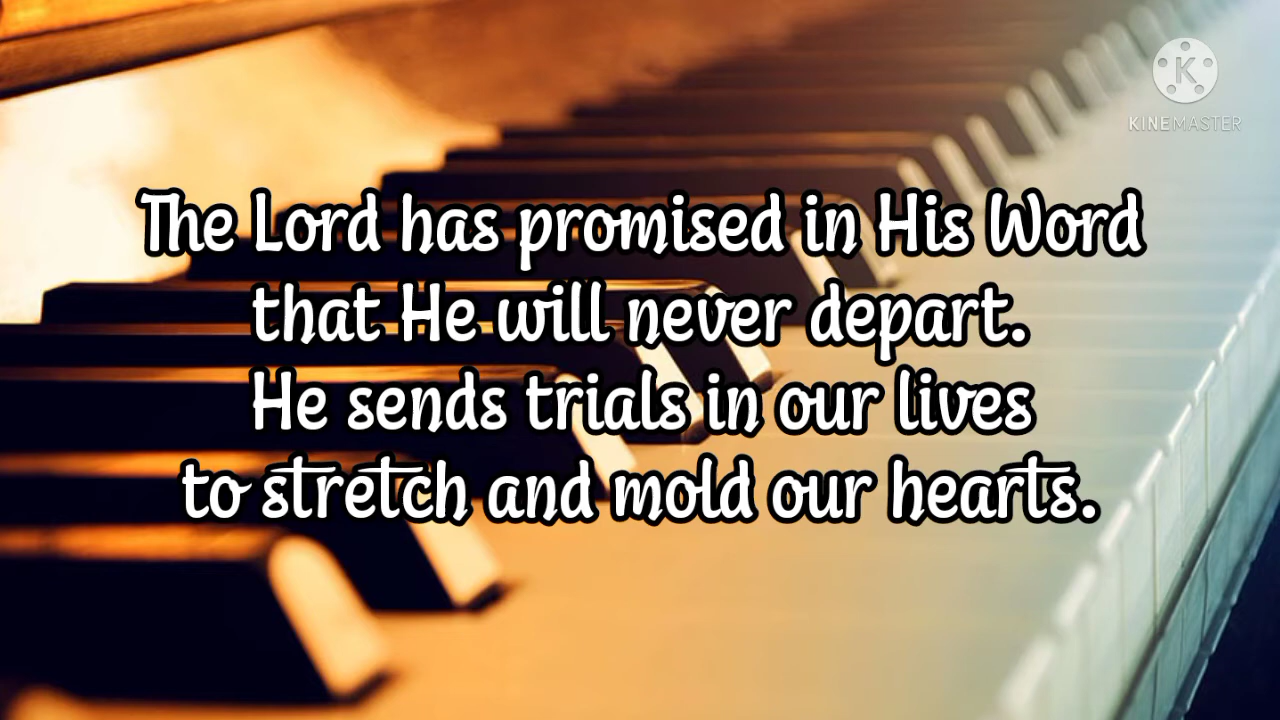 K
KINEMASTER
The Lord has promised in His Word
that He will never depart.
He sends trials in our lives
to stretch and mold our hearts.